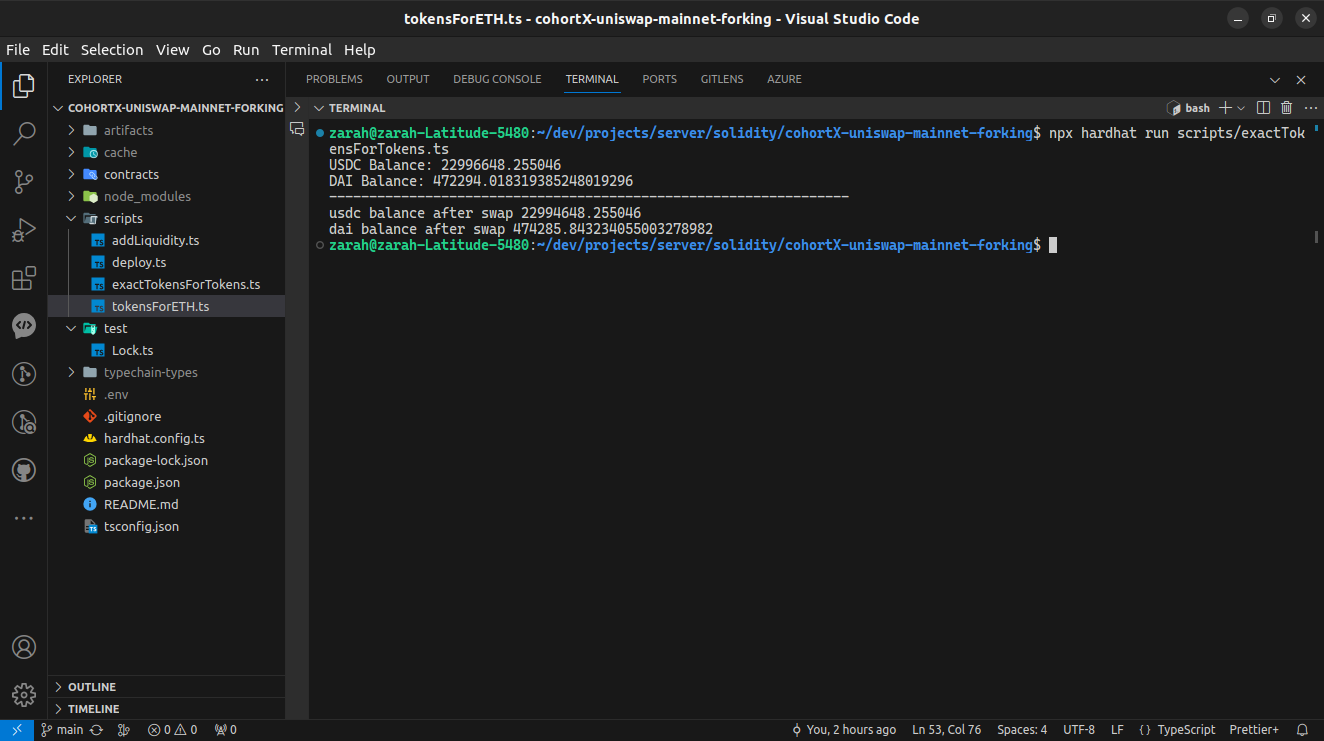 tokensForETH.ts - cohortX-uniswap-mainnet-forking - Visual Studio Code
File Edit Selection View Go Run Terminal Help
EXPLORER
COHORTX-UNISWAP-MAINNET-FORKING
artifacts
cache
contracts
node_modules
scripts
addLiquidity.ts
deploy.ts
exactTokensForTokens.ts
tokensForETH.ts
test
Lock.ts
typechain-types
.env
.gitignore
hardhat.config.ts
package-lock.json
package.json
README.md
tsconfig.json
OUTLINE
TIMELINE
PROBLEMS OUTPUT DEBUG CONSOLE TERMINAL PORTS GITLENS AZURE
TERMINAL
bash
zarah@zarah-Latitude-5480:~/dev/projects/server/solidity/cohortX-uniswap-mainnet-forking$ npx hardhat run scripts/exactTok
ensForTokens.ts
USDC Balance: 22996648.255046
DAI Balance: 472294.018319385248019296
-----------------------------------------------------------------
usdc balance after swap 22994648.255046
dai balance after swap 474285.843234055003278982
zarah@zarah-Latitude-5480:~/dev/projects/server/solidity/cohortX-uniswap-mainnet-forking$
main 0 0 0 You, 2 hours ago Ln 53, Col 76 Spaces: 4 UTF-8 LF {} TypeScript Prettier+